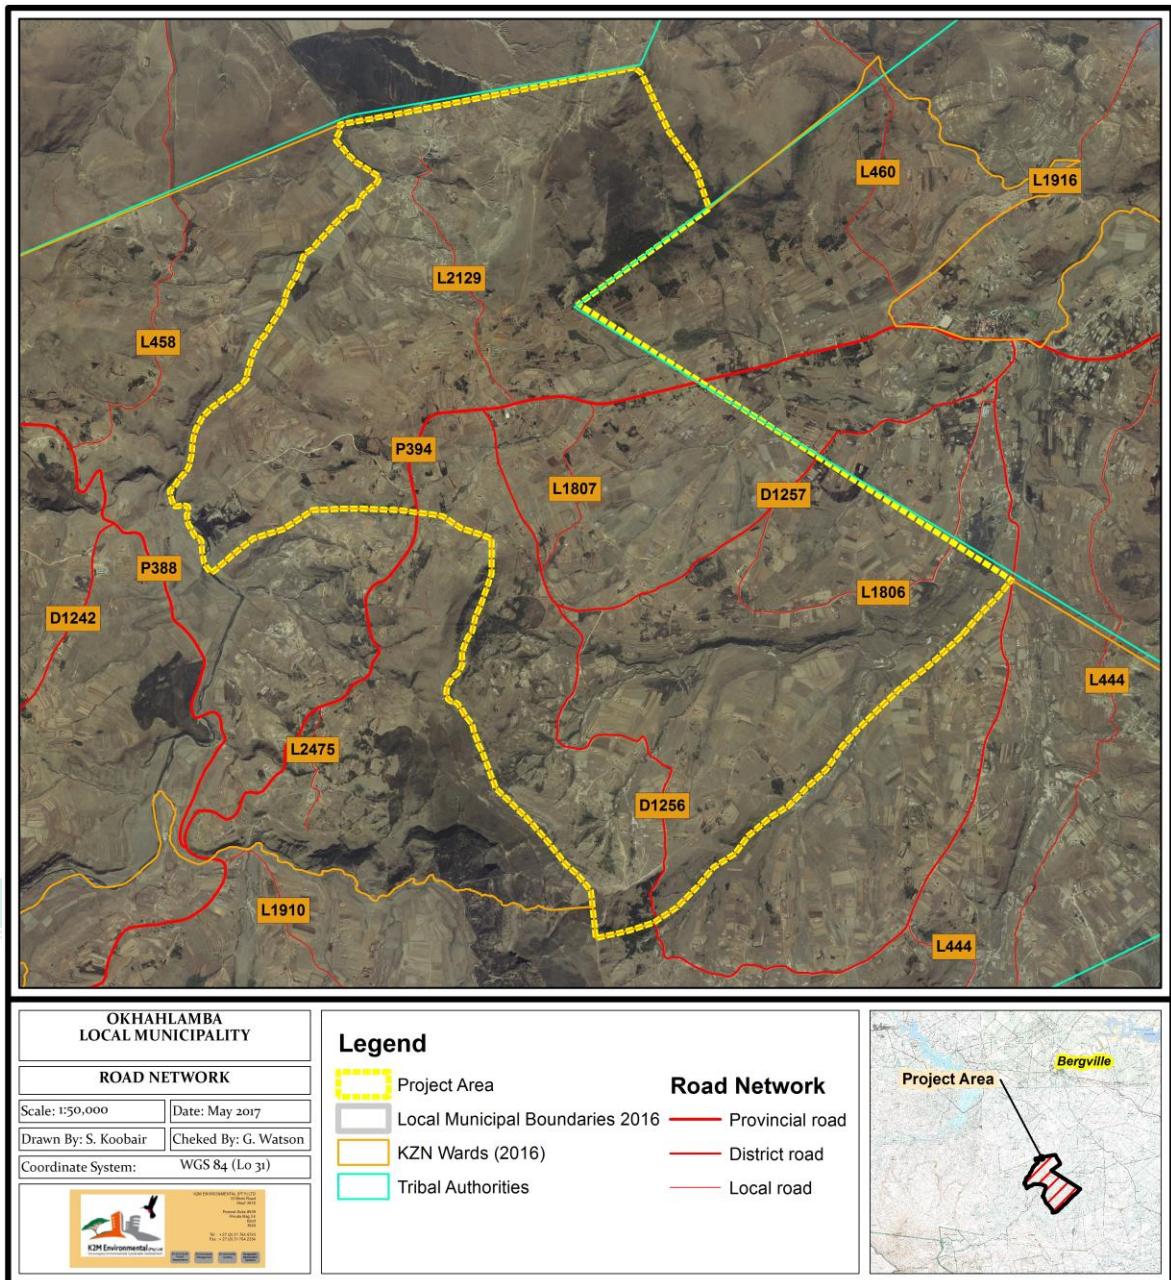 L460
L1916
L2129
L458
P394
L1807
D1257
P388
L1806
D1242
L444
L2475
D1256
L1910
L444
OKHAHLAMBA
LOCAL MUNICIPALITY
ROAD NETWORK
Scale: 1:50,000
Date: May 2017
Drawn By: S. Koobair
Cheked By: G. Watson
Coordinate System: WGS 84 (Lo 31)
K2M Environmental (Pty) Ltd
Legend
Project Area
Local Municipal Boundaries 2016
KZN Wards (2016)
Tribal Authorities
Road Network
Provincial road
District road
Local road
Bergville
Project Area